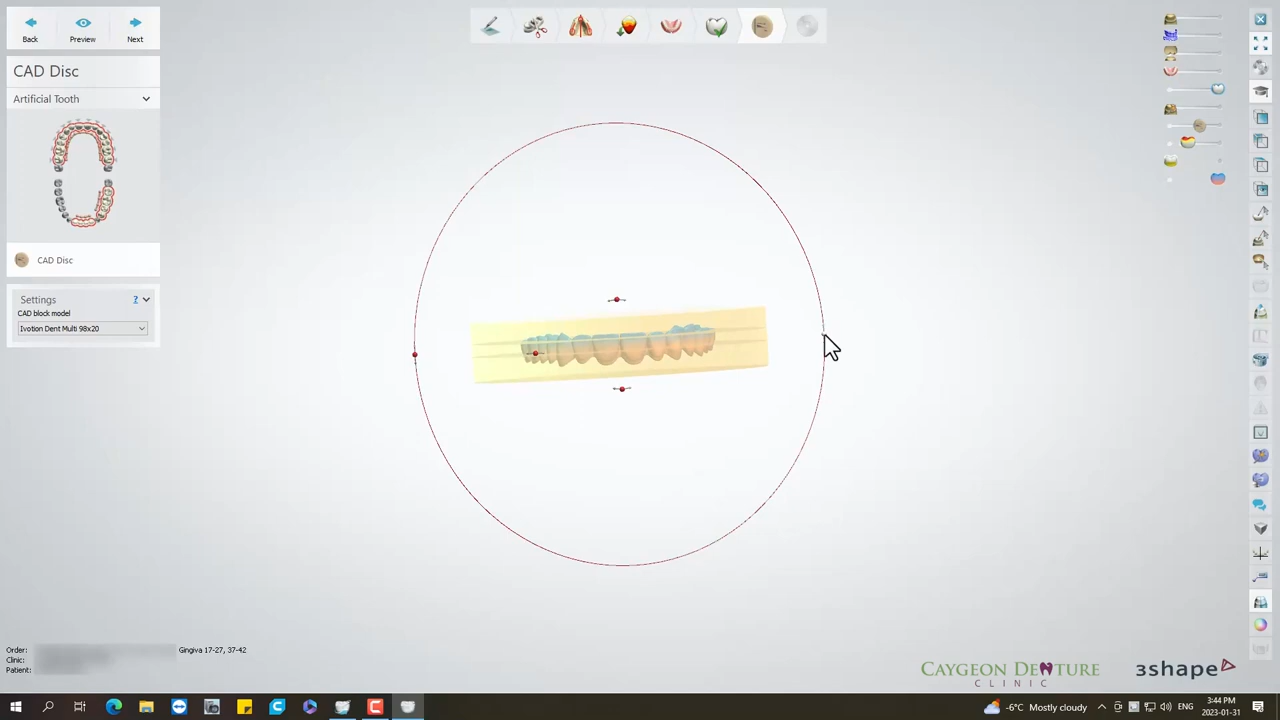 Back
Preview
Next
CAD Disc
Artificial Tooth
CAD Disc
Settings
?
CAD block model
Ivotion Dent Multi 98x20
Order:
Gingiva 17-27, 37-42
Clinic:
Patient:
CAYGEON DENTURE
CLINIC
3shape
-6°C Mostly cloudy
ENG
3:44 PM
2023-01-31